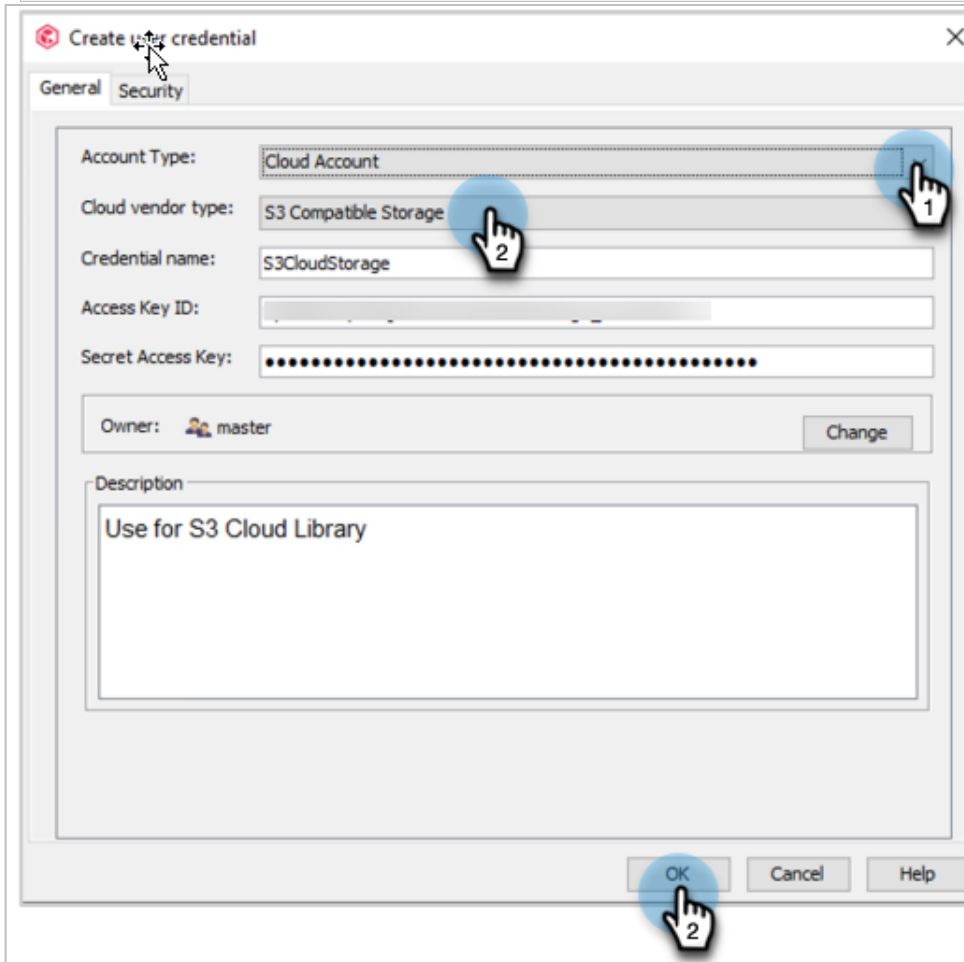 Create user credential
General Security
Account Type: Cloud Account
1
Cloud vendor type: S3 Compatible Storage
2
Credential name: S3CloudStorage
Access Key ID:
Secret Access Key: ●●●●●●●●●●●●●●●●●●●●●●●●●●●●●●●●●●●●●●●●●●●
Owner: master Change
Description
Use for S3 Cloud Library
OK Cancel Help
2